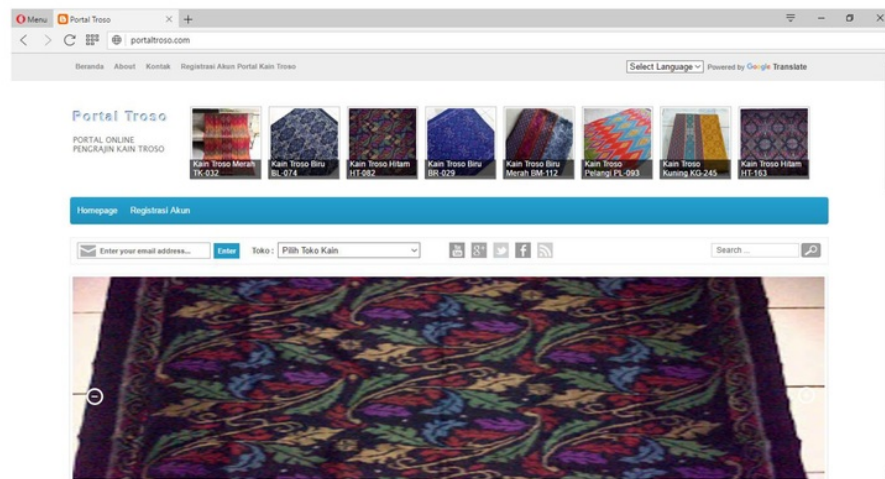 Menu
Portal Troso
portaltroso.com
Beranda About Kontak Registrasi Akun Portal Kain Troso
Select Language Powered by Google Translate
Portal Troso
PORTAL ONLINE
PENGRAJIN KAIN TROSO
Kain Troso Merah
TK-032
Kain Troso Biru
BL-074
Kain Troso Hitam
HT-082
Kain Troso Biru
BR-029
Kain Troso Biru
Merah BM-112
Kain Troso
Pelangi PL-093
Kain Troso
Kuning KG-245
Kain Troso Hitam
HT-163
Homepage Registrasi Akun
Enter your email address... Enter Toko : Pilih Toko Kain
You
g+
f
Search ...